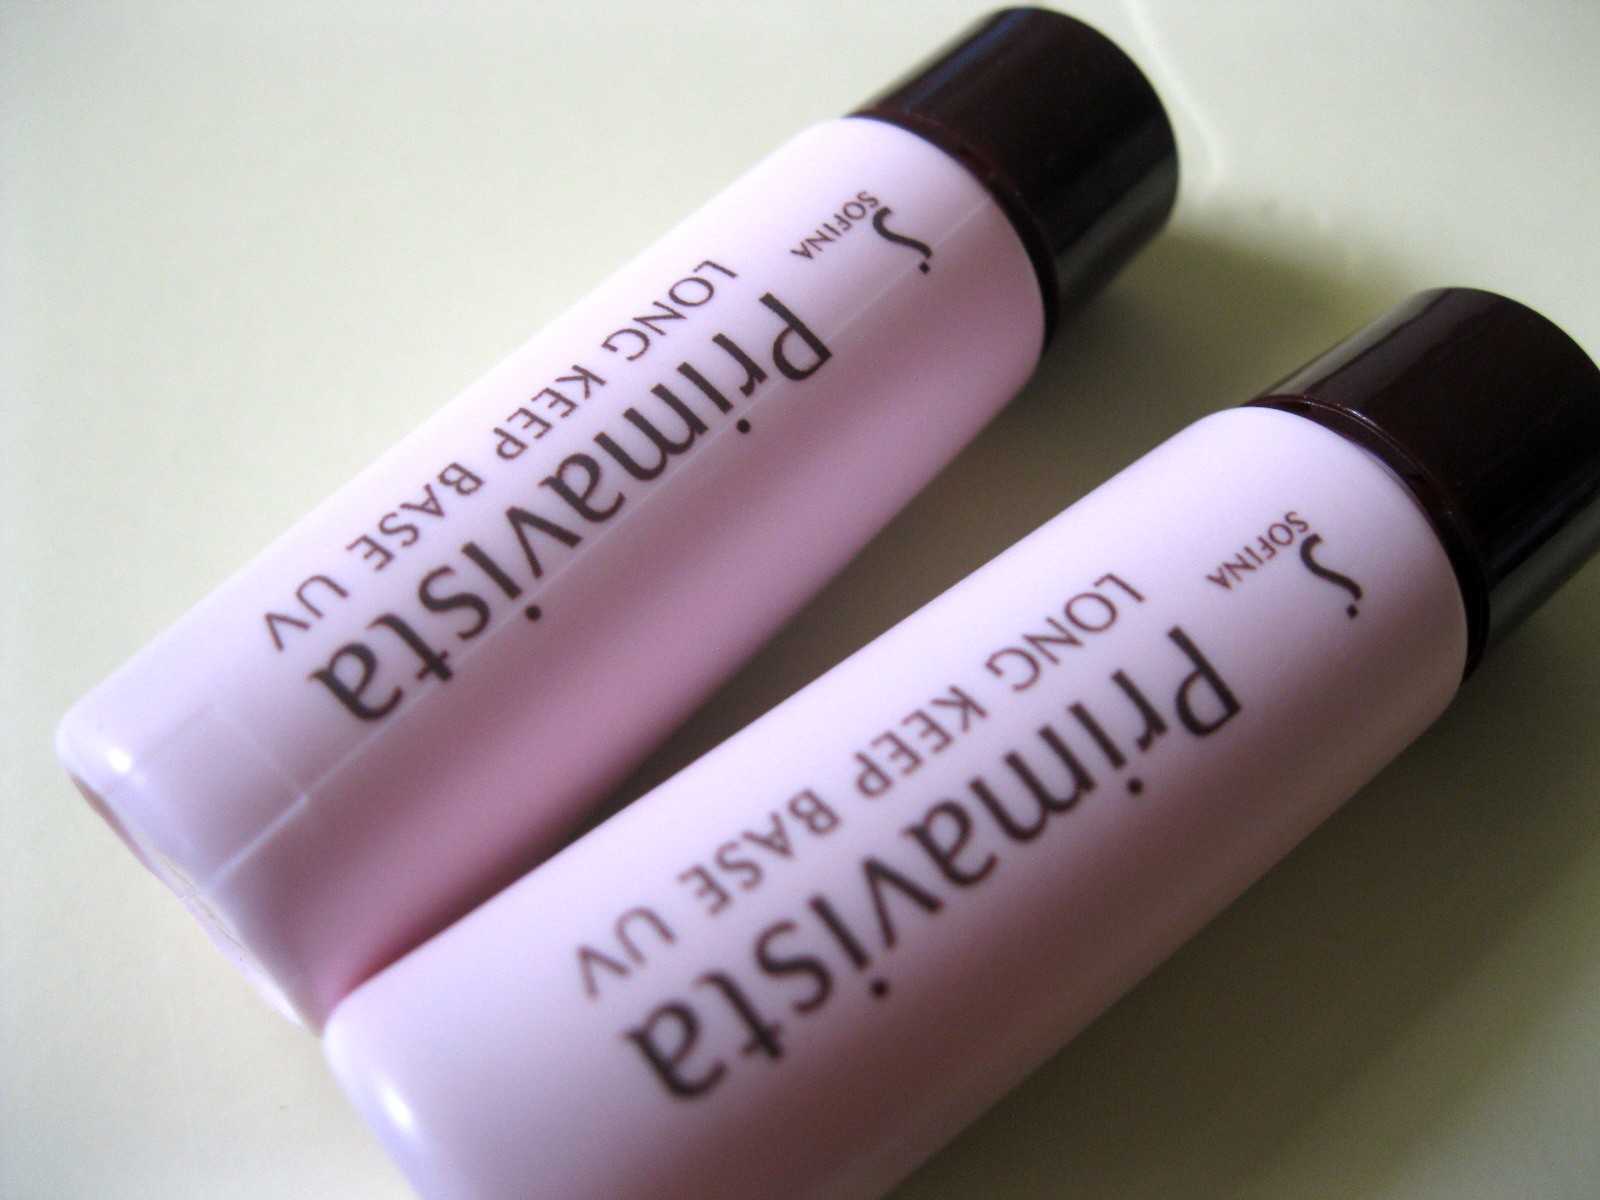 SOFINA
Primavista
LONG KEEP BASE UV
SOFINA
Primavista
LONG KEEP BASE UV